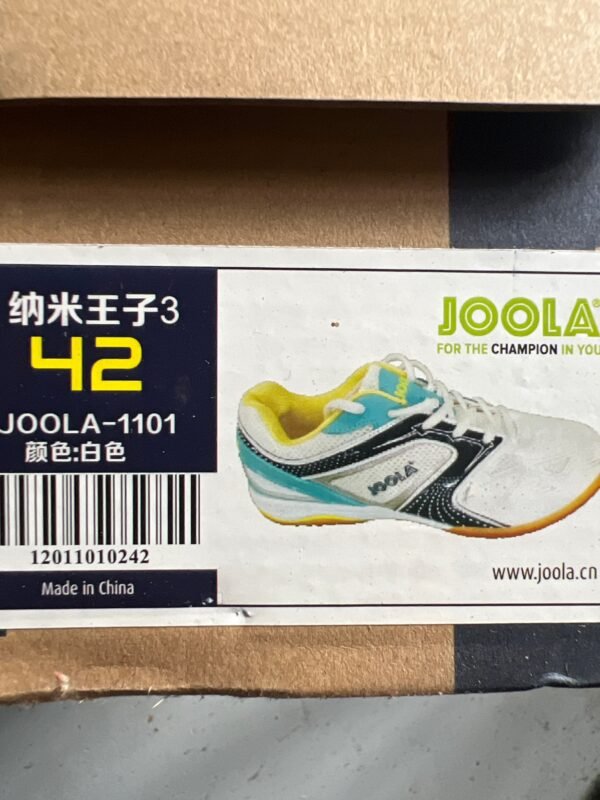 纳米王子3
42
JOOLA-1101
颜色:白色
12011010242
Made in China
JOOLA®
FOR THE CHAMPION IN YOU
JOOLA
JOOLA
www.joola.cn